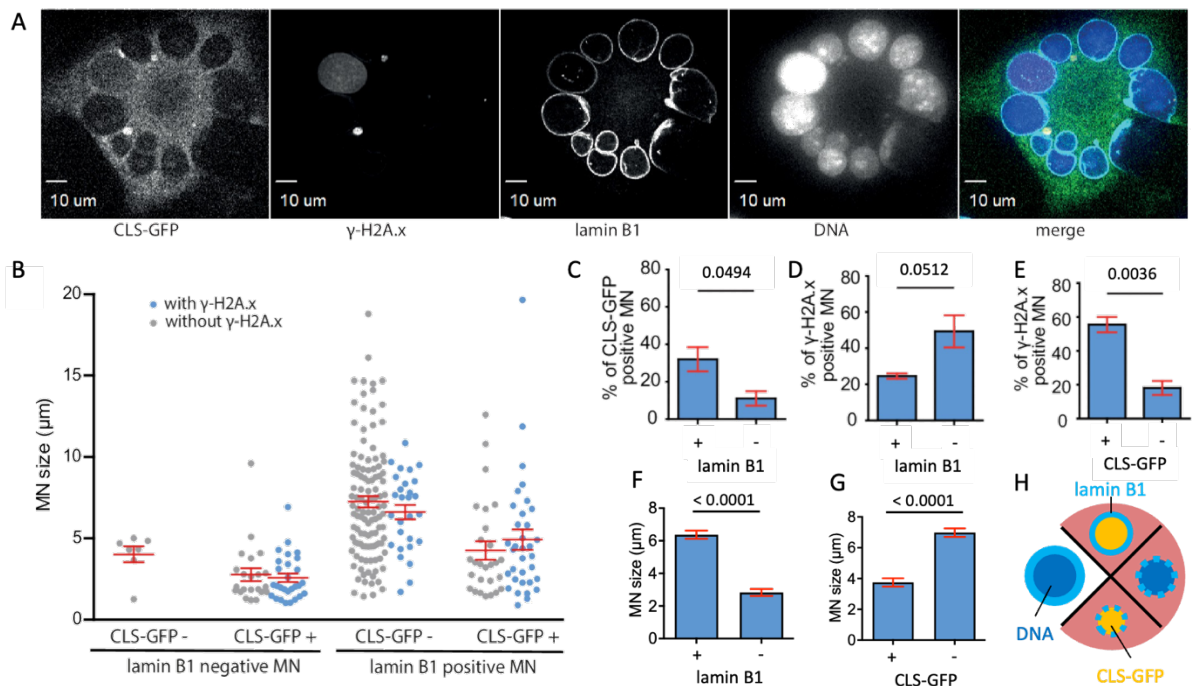 A
10 um
10 um
10 um
10 um
10 um
CLS-GFP
γ-H2A.x
lamin B1
DNA
merge
B
20
15
10
5
0
MN size (μm)
with γ-H2A.x
without γ-H2A.x
CLS-GFP -
CLS-GFP +
CLS-GFP -
CLS-GFP +
lamin B1 negative MN
lamin B1 positive MN
C
80
60
40
20
0
% of CLS-GFP
positive MN
0.0494
+
-
lamin B1
D
80
60
40
20
0
% of γ-H2A.x
positive MN
0.0512
+
-
lamin B1
E
80
60
40
20
0
% of γ-H2A.x
positive MN
0.0036
+
-
CLS-GFP
F
8
6
4
2
0
MN size (μm)
< 0.0001
+
-
lamin B1
G
8
6
4
2
0
MN size (μm)
< 0.0001
+
-
CLS-GFP
H
lamin B1
DNA
CLS-GFP